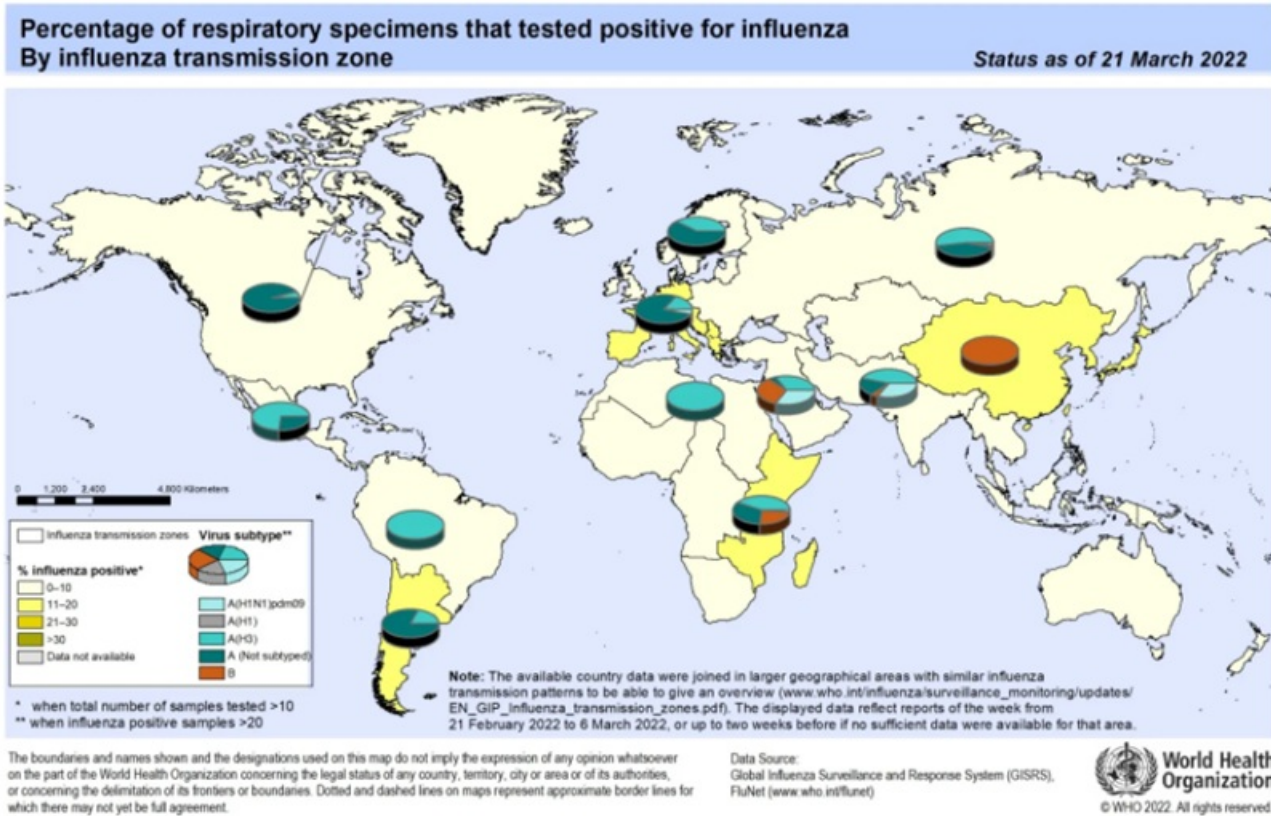 Percentage of respiratory specimens that tested positive for influenza
By influenza transmission zone
Status as of 21 March 2022
0 1,200 2,400 4,800 Kilometers
Influenza transmission zones
Virus subtype**
% influenza positive*
0–10
11–20
21–30
>30
Data not available
A(H1N1)pdm09
A(H1)
A(H3)
A (Not subtyped)
B
* when total number of samples tested >10
** when influenza positive samples >20
Note: The available country data were joined in larger geographical areas with similar influenza
transmission patterns to be able to give an overview (www.who.int/influenza/surveillance_monitoring/updates/
EN_GIP_Influenza_transmission_zones.pdf). The displayed data reflect reports of the week from
21 February 2022 to 6 March 2022, or up to two weeks before if no sufficient data were available for that area.
The boundaries and names shown and the designations used on this map do not imply the expression of any opinion whatsoever
on the part of the World Health Organization concerning the legal status of any country, territory, city or area or of its authorities,
or concerning the delimitation of its frontiers or boundaries. Dotted and dashed lines on maps represent approximate border lines for
which there may not yet be full agreement.
Data Source:
Global Influenza Surveillance and Response System (GISRS),
FluNet (www.who.int/flunet)
World Health
Organization
© WHO 2022. All rights reserved